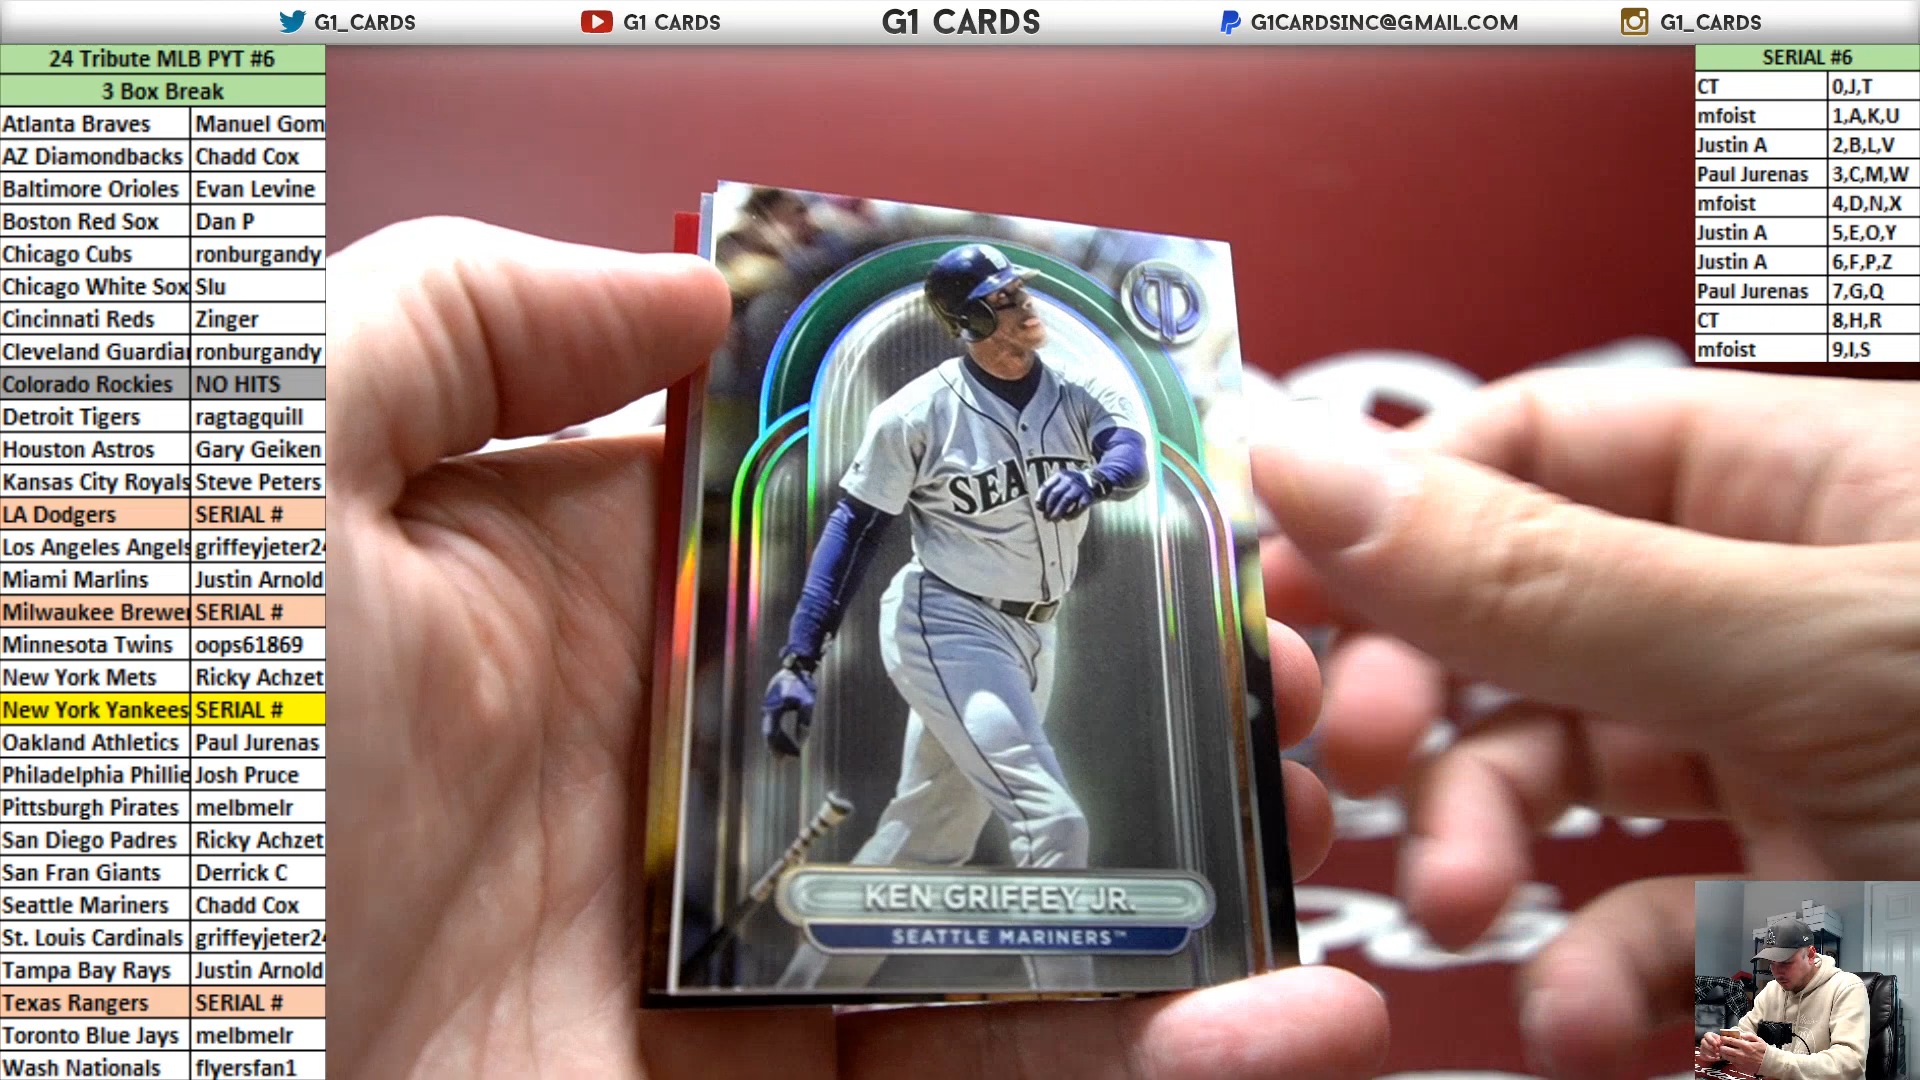 G1_CARDS G1 CARDS G1 CARDS G1CARDSINC@GMAIL.COM G1_CARDS
24 Tribute MLB PYT #6
3 Box Break
Atlanta Braves Manuel Gom
AZ Diamondbacks Chadd Cox
Baltimore Orioles Evan Levine
Boston Red Sox Dan P
Chicago Cubs ronburgandy
Chicago White Sox Slu
Cincinnati Reds Zinger
Cleveland Guardia ronburgandy
Colorado Rockies NO HITS
Detroit Tigers ragtagquill
Houston Astros Gary Geiken
Kansas City Royals Steve Peters
LA Dodgers SERIAL #
Los Angeles Angels griffeyjeter2
Miami Marlins Justin Arnold
Milwaukee Brewe SERIAL #
Minnesota Twins oops61869
New York Mets Ricky Achzet
New York Yankees SERIAL #
Oakland Athletics Paul Jurenas
Philadelphia Phillie Josh Pruce
Pittsburgh Pirates melbmelr
San Diego Padres Ricky Achzet
San Fran Giants Derrick C
Seattle Mariners Chadd Cox
St. Louis Cardinals griffeyjeter2
Tampa Bay Rays Justin Arnold
Texas Rangers SERIAL #
Toronto Blue Jays melbmelr
Wash Nationals flyersfan1
SEATT
KEN GRIFFEY JR.
SEATTLE MARINERS™
SERIAL #6
CT 0,J,T
mfoist 1,A,K,U
Justin A 2,B,L,V
Paul Jurenas 3,C,M,W
mfoist 4,D,N,X
Justin A 5,E,O,Y
Justin A 6,F,P,Z
Paul Jurenas 7,G,Q
CT 8,H,R
mfoist 9,I,S